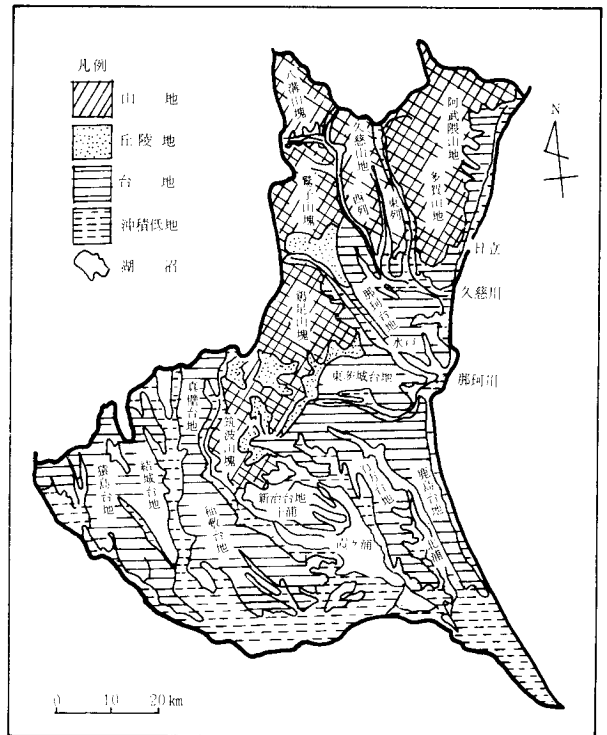 凡例
山地
丘陵地
台地
沖積低地
湖沼
N
八溝山塊
久慈山地
西列
東列
阿武隈山地
多賀山地
鷲子山塊
日立
久慈川
那珂台地
鶏足山塊
水戸
那珂川
東茨城台地
真壁台地
筑波山塊
結城台地
猿島台地
稲敷台地
新治台地
土浦
霞ヶ浦
行方台地
鹿島台地
北浦
0 10 20km